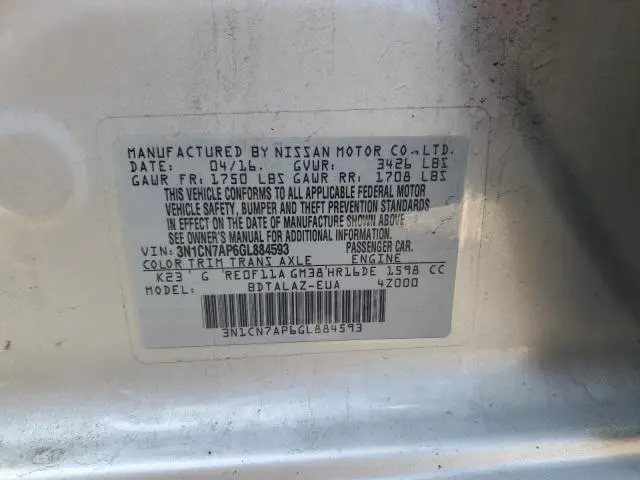 MANUFACTURED BY NISSAN MOTOR CO.,LTD.
DATE: 04/16. GVWR: 3426 LBS
GAWR FR: 1750 LBS GAWR RR: 1708 LBS
THIS VEHICLE CONFORMS TO ALL APPLICABLE FEDERAL MOTOR
VEHICLE SAFETY, BUMPER AND THEFT PREVENTION STANDARDS
IN EFFECT ON THE DATE OF MANUFACTURE SHOWN ABOVE.
SEE OWNER'S MANUAL FOR ADDITIONAL INFORMATION.
VIN: 3N1CN7AP6GL884593 PASSENGER CAR.
COLOR TRIM TRANS AXLE ENGINE
K23 G RE0F11A GM38 HR16DE 1598 CC
MODEL: BDTALAZ-EUA 4Z000
3N1CN7AP6GL884593